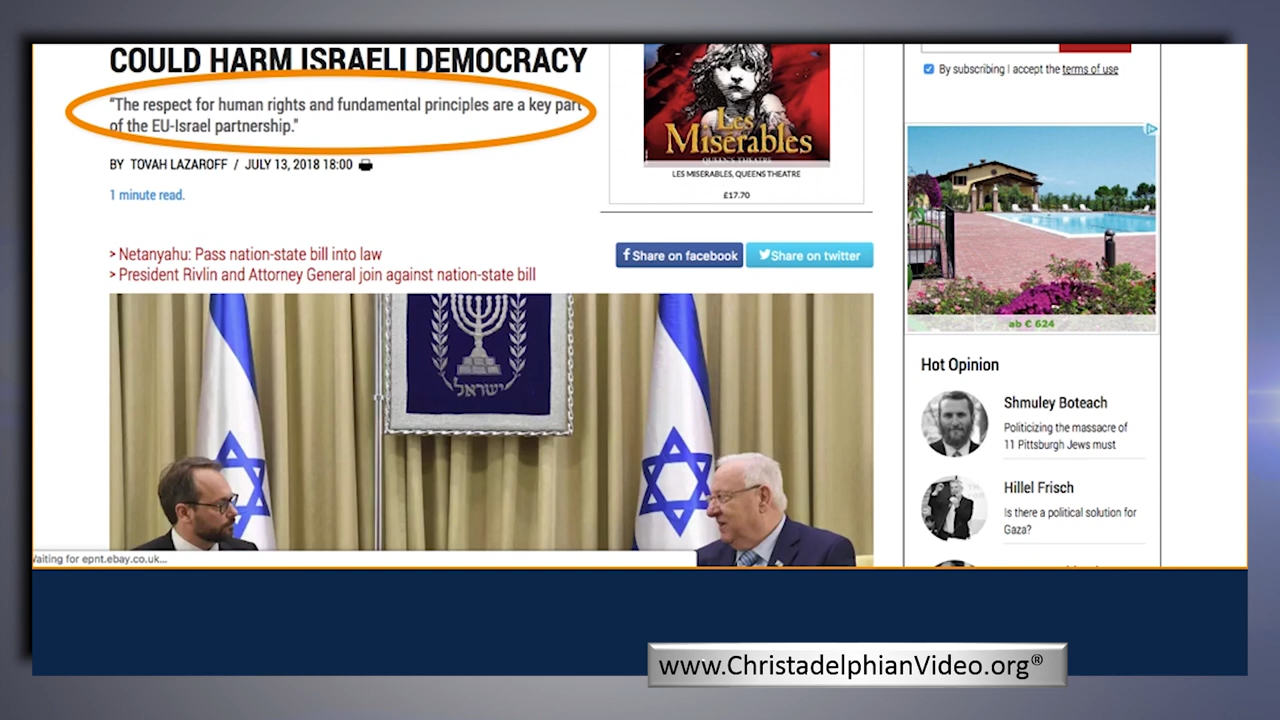 COULD HARM ISRAELI DEMOCRACY
"The respect for human rights and fundamental principles are a key part
of the EU-Israel partnership."
BY TOVAH LAZAROFF / JULY 13, 2018 18:00
1 minute read.
> Netanyahu: Pass nation-state bill into law
> President Rivlin and Attorney General join against nation-state bill
Les
Misérables
QUEEN'S THEATRE
LES MISERABLES, QUEENS THEATRE
£17.70
Share on facebook
Share on twitter
ישראל
By subscribing I accept the terms of use
ab € 624
Hot Opinion
Shmuley Boteach
Politicizing the massacre of
11 Pittsburgh Jews must
Hillel Frisch
Is there a political solution for
Gaza?
Waiting for epnt.ebay.co.uk...
www.ChristadelphianVideo.org®